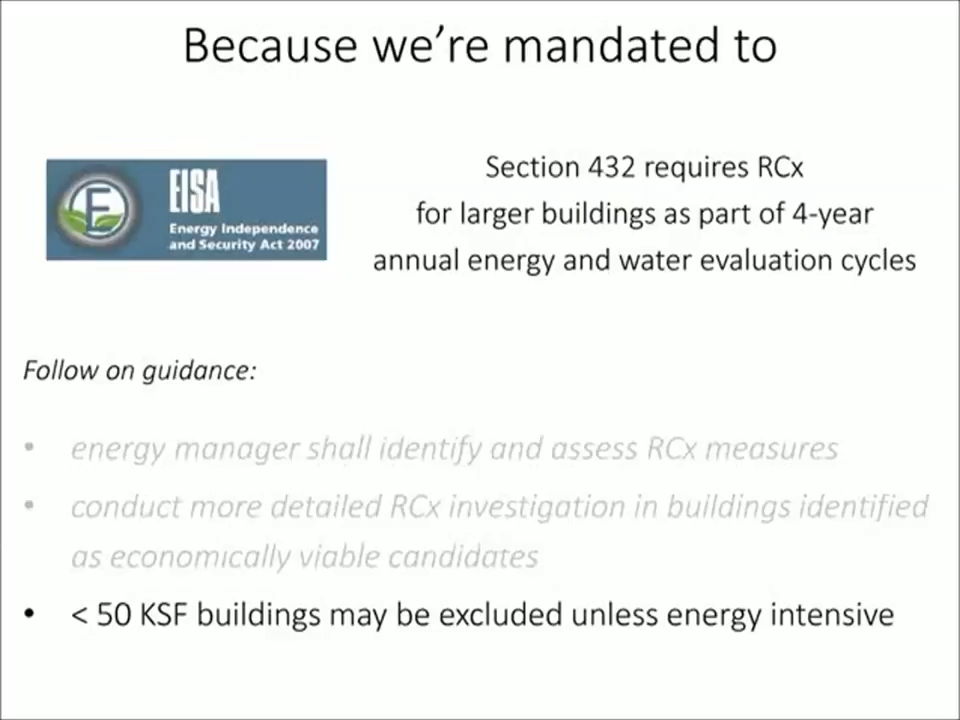 Because we're mandated to
EISA
Energy Independence
and Security Act 2007
Section 432 requires RCx
for larger buildings as part of 4-year
annual energy and water evaluation cycles
Follow on guidance:
• energy manager shall identify and assess RCx measures
• conduct more detailed RCx investigation in buildings identified
as economically viable candidates
• < 50 KSF buildings may be excluded unless energy intensive